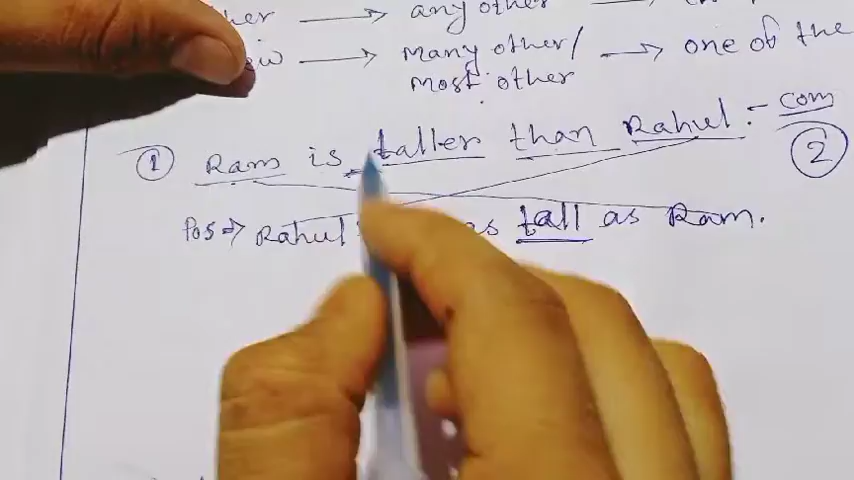 any other
many other/ → one of the
most other
① Ram is taller than Rahul. - com ②
Pos ⇒ Rahul as tall as Ram.